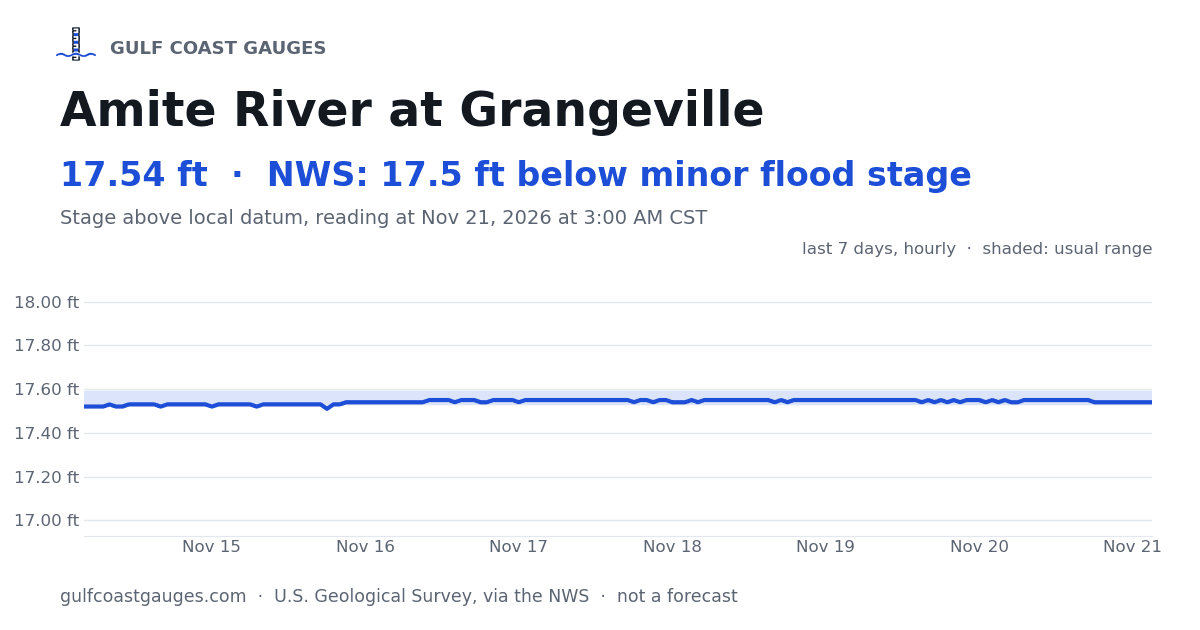 GULF COAST GAUGES
Amite River at Grangeville
17.54 ft · NWS: 17.5 ft below minor flood stage
Stage above local datum, reading at Nov 21, 2026 at 3:00 AM CST
last 7 days, hourly · shaded: usual range
18.00 ft
17.80 ft
17.60 ft
17.40 ft
17.20 ft
17.00 ft
Nov 15 Nov 16 Nov 17 Nov 18 Nov 19 Nov 20 Nov 21
gulfcoastgauges.com · U.S. Geological Survey, via the NWS · not a forecast